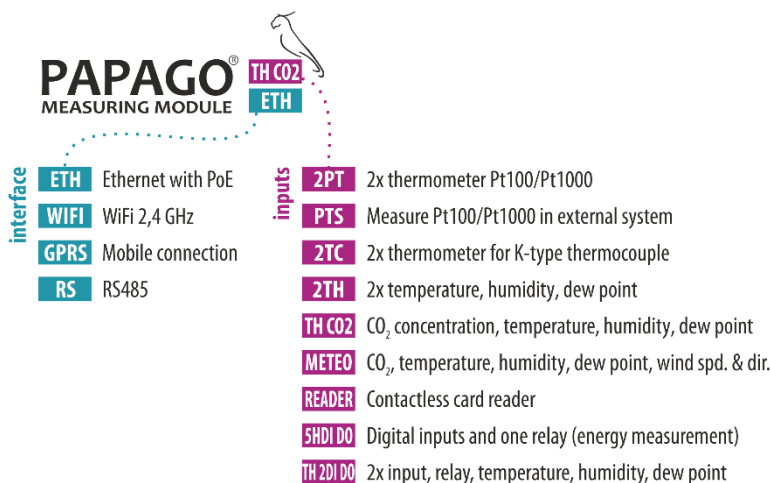 PAPAGO® TH CO2
MEASURING MODULE ETH
interface
ETH Ethernet with PoE
WIFI WiFi 2,4 GHz
GPRS Mobile connection
RS RS485
inputs
2PT 2x thermometer Pt100/Pt1000
PTS Measure Pt100/Pt1000 in external system
2TC 2x thermometer for K-type thermocouple
2TH 2x temperature, humidity, dew point
TH CO2 CO₂ concentration, temperature, humidity, dew point
METEO CO₂, temperature, humidity, dew point, wind spd. & dir.
READER Contactless card reader
5HDI DO Digital inputs and one relay (energy measurement)
TH 2DI DO 2x input, relay, temperature, humidity, dew point